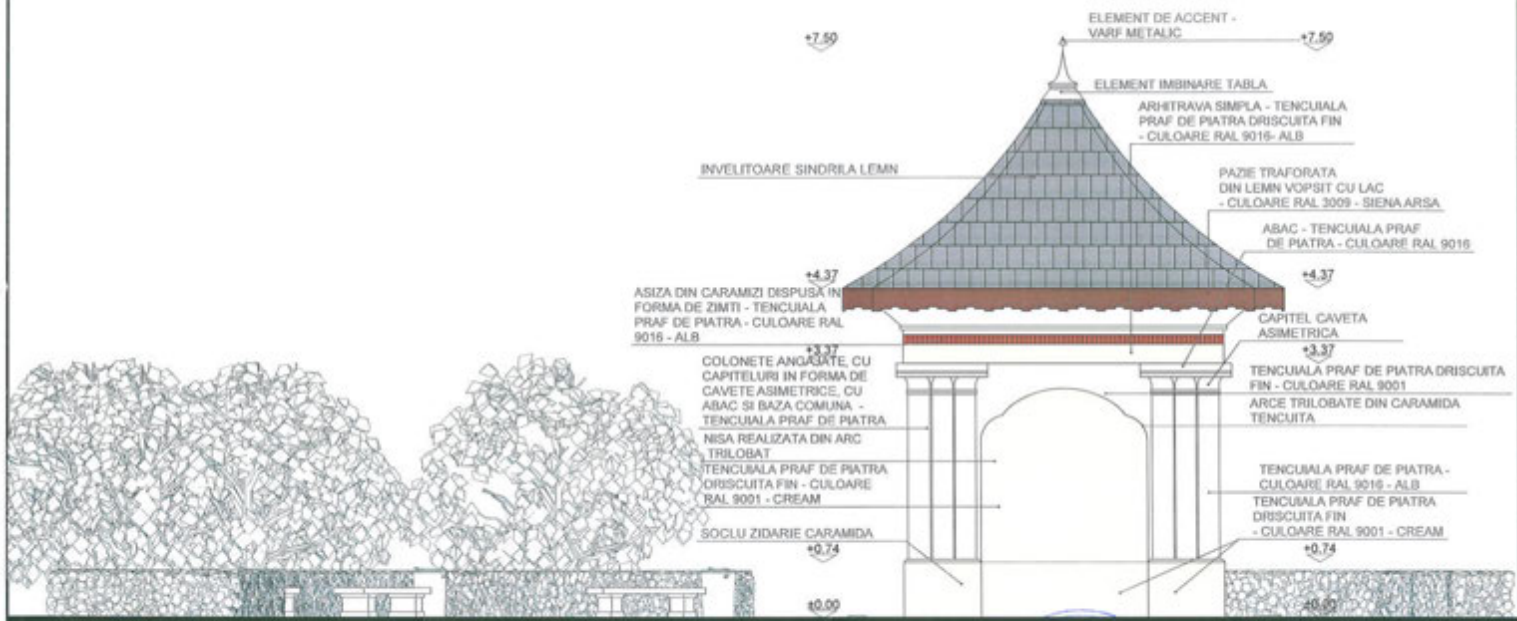 ELEMENT DE ACCENT -
VARF METALIC
+7.50
+7.50
ELEMENT IMBINARE TABLA
ARHITRAVA SIMPLA - TENCUIALA
PRAF DE PIATRA DRISCUITA FIN
- CULOARE RAL 9016- ALB
INVELITOARE SINDRILA LEMN
PAZIE TRAFORATA
DIN LEMN VOPSIT CU LAC
- CULOARE RAL 3009 - SIENA ARSA
ABAC - TENCUIALA PRAF
DE PIATRA - CULOARE RAL 9016
+4.37
+4.37
ASIZA DIN CARAMIZI DISPUSA IN
FORMA DE ZIMTI - TENCUIALA
PRAF DE PIATRA - CULOARE RAL
9016 - ALB
CAPITEL CAVETA
ASIMETRICA
+3.37
+3.37
COLONETE ANGAJATE, CU
CAPITELURI IN FORMA DE
CAVETE ASIMETRICE, CU
ABAC SI BAZA COMUNA -
TENCUIALA PRAF DE PIATRA
TENCUIALA PRAF DE PIATRA DRISCUITA
FIN - CULOARE RAL 9001
ARCE TRILOBATE DIN CARAMIDA
TENCUITA
NISA REALIZATA DIN ARC
TRILOBAT
TENCUIALA PRAF DE PIATRA
DRISCUITA FIN - CULOARE
RAL 9001 - CREAM
TENCUIALA PRAF DE PIATRA -
CULOARE RAL 9016 - ALB
TENCUIALA PRAF DE PIATRA
DRISCUITA FIN
- CULOARE RAL 9001 - CREAM
SOCLU ZIDARIE CARAMIDA
+0.74
+0.74
±0.00
±0.00